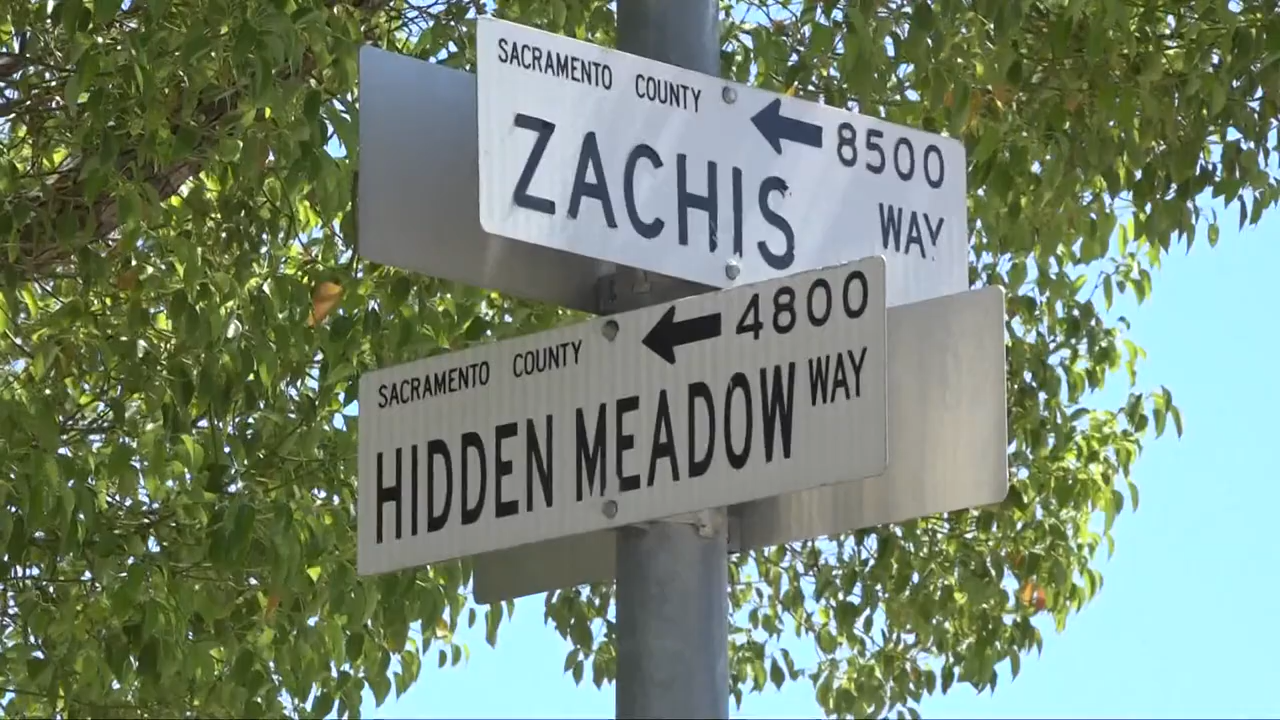 SACRAMENTO COUNTY ← 8500
ZACHIS WAY
SACRAMENTO COUNTY ← 4800
HIDDEN MEADOW WAY